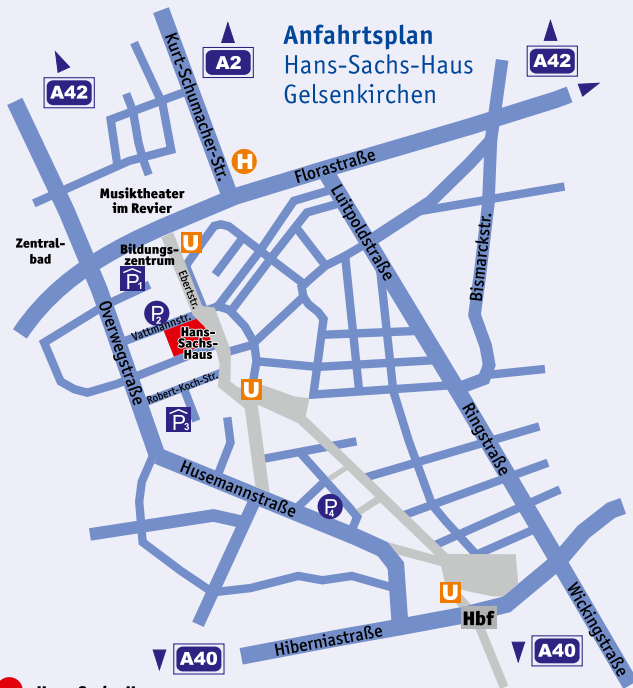 Anfahrtsplan
Hans-Sachs-Haus
Gelsenkirchen
A42
A2
A42
Kurt-Schumacher-Str.
H
Florastraße
Musiktheater
im Revier
Luitpoldstraße
Bismarckstr.
Zentral-
bad
Bildungs-
zentrum
U
P1
Ebertstr.
P2
Vattmannstr.
Hans-
Sachs-
Haus
Overwegstraße
Robert-Koch-Str.
U
P3
Ringstraße
Husemannstraße
P4
U
Hbf
Wickingstraße
Hiberniastraße
A40
A40